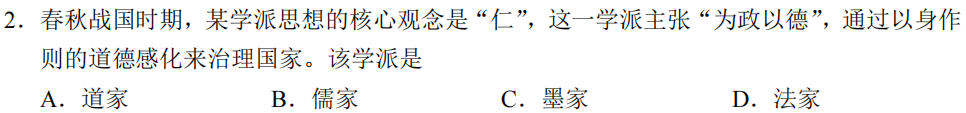 2．春秋战国时期，某学派思想的核心观念是“仁”，这一学派主张“为政以德”，通过以身作
则的道德感化来治理国家。该学派是
A．道家 B．儒家 C．墨家 D．法家